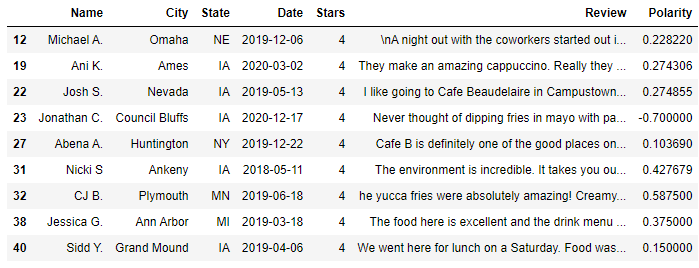 Name City State Date Stars Review Polarity
12 Michael A. Omaha NE 2019-12-06 4 \nA night out with the coworkers started out i... 0.228220
19 Ani K. Ames IA 2020-03-02 4 They make an amazing cappuccino. Really they ... 0.274306
22 Josh S. Nevada IA 2019-05-13 4 I like going to Cafe Beaudelaire in Campustown... 0.274855
23 Jonathan C. Council Bluffs IA 2020-12-17 4 Never thought of dipping fries in mayo with pa... -0.700000
27 Abena A. Huntington NY 2019-12-22 4 Cafe B is definitely one of the good places on... 0.103690
31 Nicki S Ankeny IA 2018-05-11 4 The environment is incredible. It takes you ou... 0.427679
32 CJ B. Plymouth MN 2019-06-18 4 he yucca fries were absolutely amazing! Creamy... 0.587500
38 Jessica G. Ann Arbor MI 2019-03-18 4 The food here is excellent and the drink menu ... 0.375000
40 Sidd Y. Grand Mound IA 2019-04-06 4 We went here for lunch on a Saturday. Food was... 0.150000